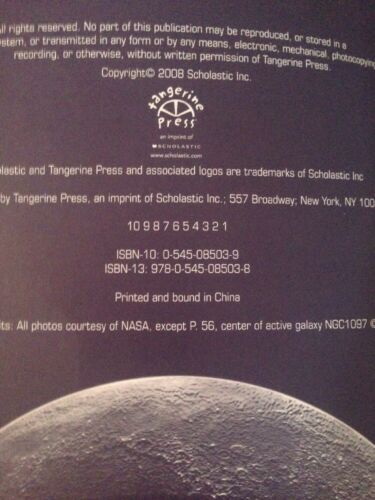 ll rights reserved. No part of this publication may be reproduced, or stored in a
stem, or transmitted in any form or by any means, electronic, mechanical, photocopying
recording, or otherwise, without written permission of Tangerine Press.
Copyright© 2008 Scholastic Inc.
tangerine
Press
an imprint of
SCHOLASTIC
www.scholastic.com
lastic and Tangerine Press and associated logos are trademarks of Scholastic Inc
by Tangerine Press, an imprint of Scholastic Inc.; 557 Broadway; New York, NY 100
10 9 8 7 6 5 4 3 2 1
ISBN-10: 0-545-08503-9
ISBN-13: 978-0-545-08503-8
Printed and bound in China
its: All photos courtesy of NASA, except P. 56, center of active galaxy NGC1097 ©